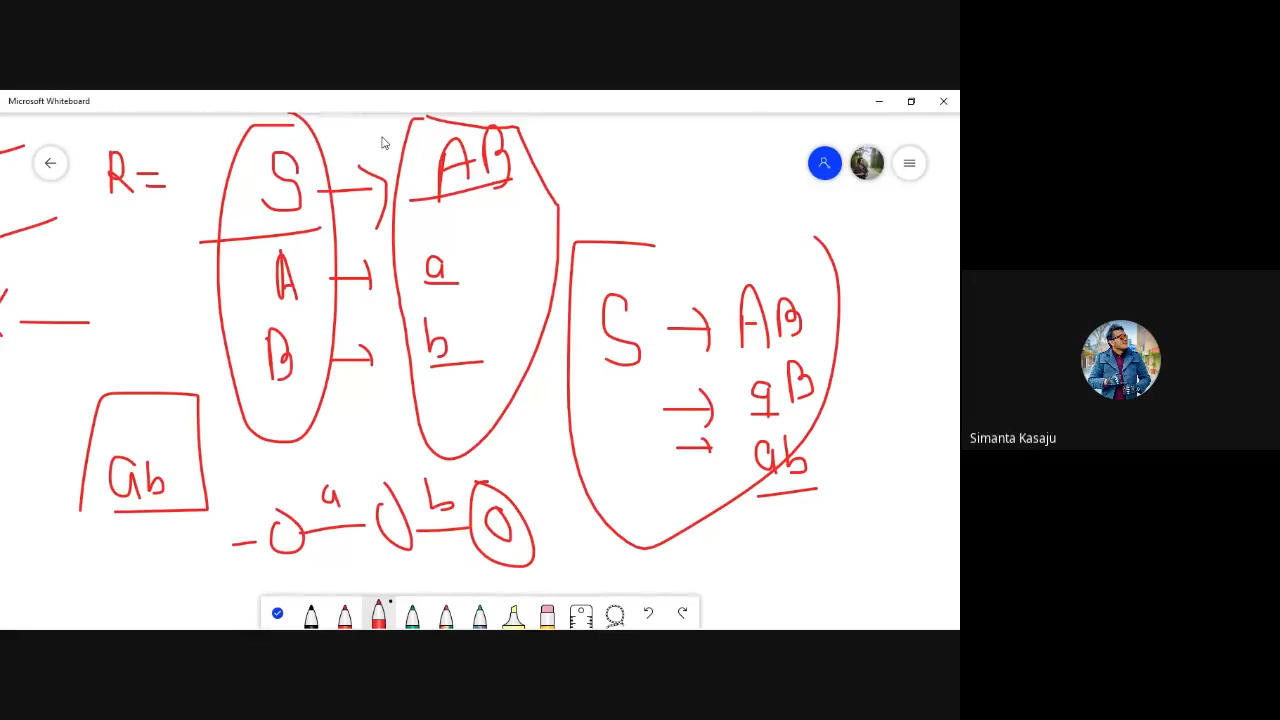 Microsoft Whiteboard
R = S → AB
A → a
B → b
S → AB
→ aB
→ ab
ab
a b
Simanta Kasaju